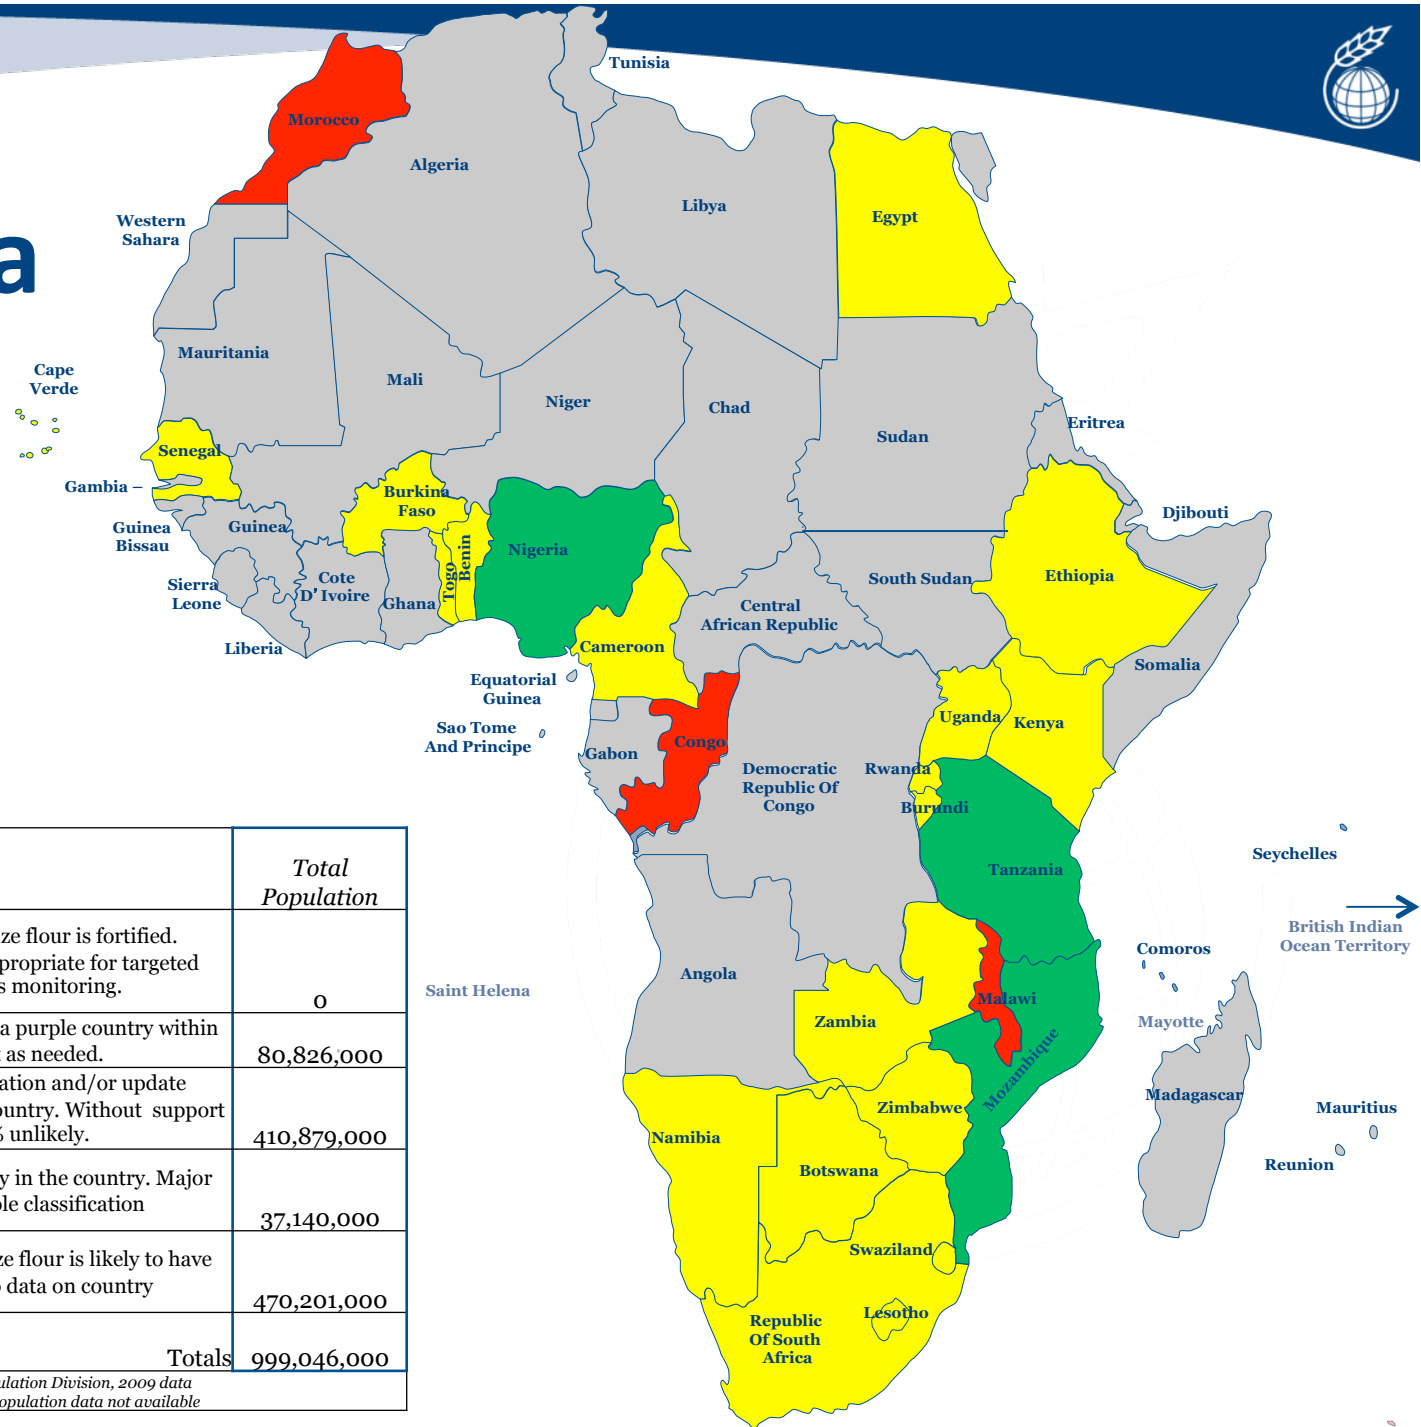 a
Tunisia
Morocco
Algeria
Libya
Egypt
Western
Sahara
Mauritania
Mali
Niger
Chad
Sudan
Eritrea
Cape
Verde
Senegal
Gambia –
Burkina
Faso
Guinea
Bissau
Guinea
Nigeria
Djibouti
Benin
Togo
Sierra
Leone
Cote
D’Ivoire
Ghana
South Sudan
Ethiopia
Central
African Republic
Liberia
Cameroon
Somalia
Equatorial
Guinea
Uganda
Kenya
Sao Tome
And Principe
Congo
Gabon
Democratic
Republic Of
Congo
Rwanda
Burundi
Tanzania
Seychelles
British Indian
Ocean Territory
Comoros
Angola
Saint Helena
Malawi
Zambia
Mayotte
Mozambique
Madagascar
Mauritius
Zimbabwe
Namibia
Botswana
Reunion
Swaziland
Lesotho
Republic
Of South
Africa
Total
Population
ze flour is fortified.
propriate for targeted
s monitoring.
0
a purple country within
t as needed.
80,826,000
ation and/or update
ountry. Without support
% unlikely.
410,879,000
y in the country. Major
ple classification
37,140,000
ze flour is likely to have
o data on country
470,201,000
Totals
999,046,000
ulation Division, 2009 data
opulation data not available